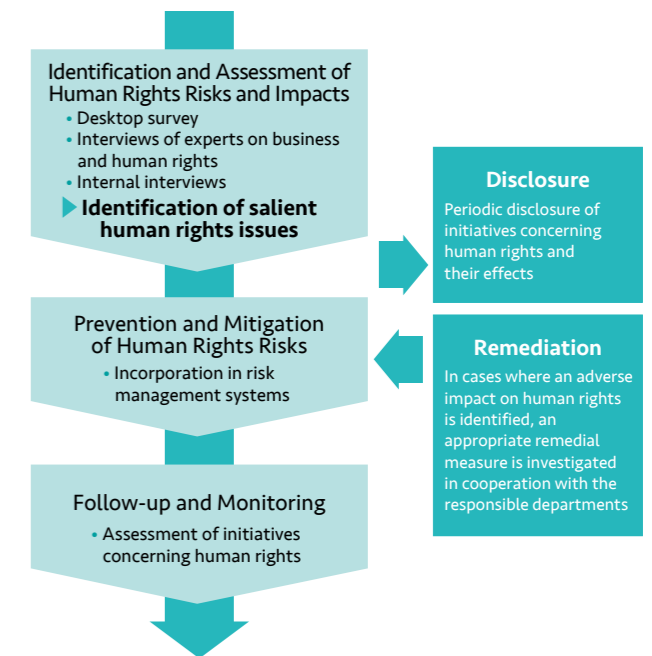 Identification and Assessment of
Human Rights Risks and Impacts
• Desktop survey
• Interviews of experts on business
and human rights
• Internal interviews
Identification of salient
human rights issues
Prevention and Mitigation
of Human Rights Risks
• Incorporation in risk
management systems
Follow-up and Monitoring
• Assessment of initiatives
concerning human rights
Disclosure
Periodic disclosure of
initiatives concerning
human rights and
their effects
Remediation
In cases where an adverse
impact on human rights
is identified, an
appropriate remedial
measure is investigated
in cooperation with the
responsible departments